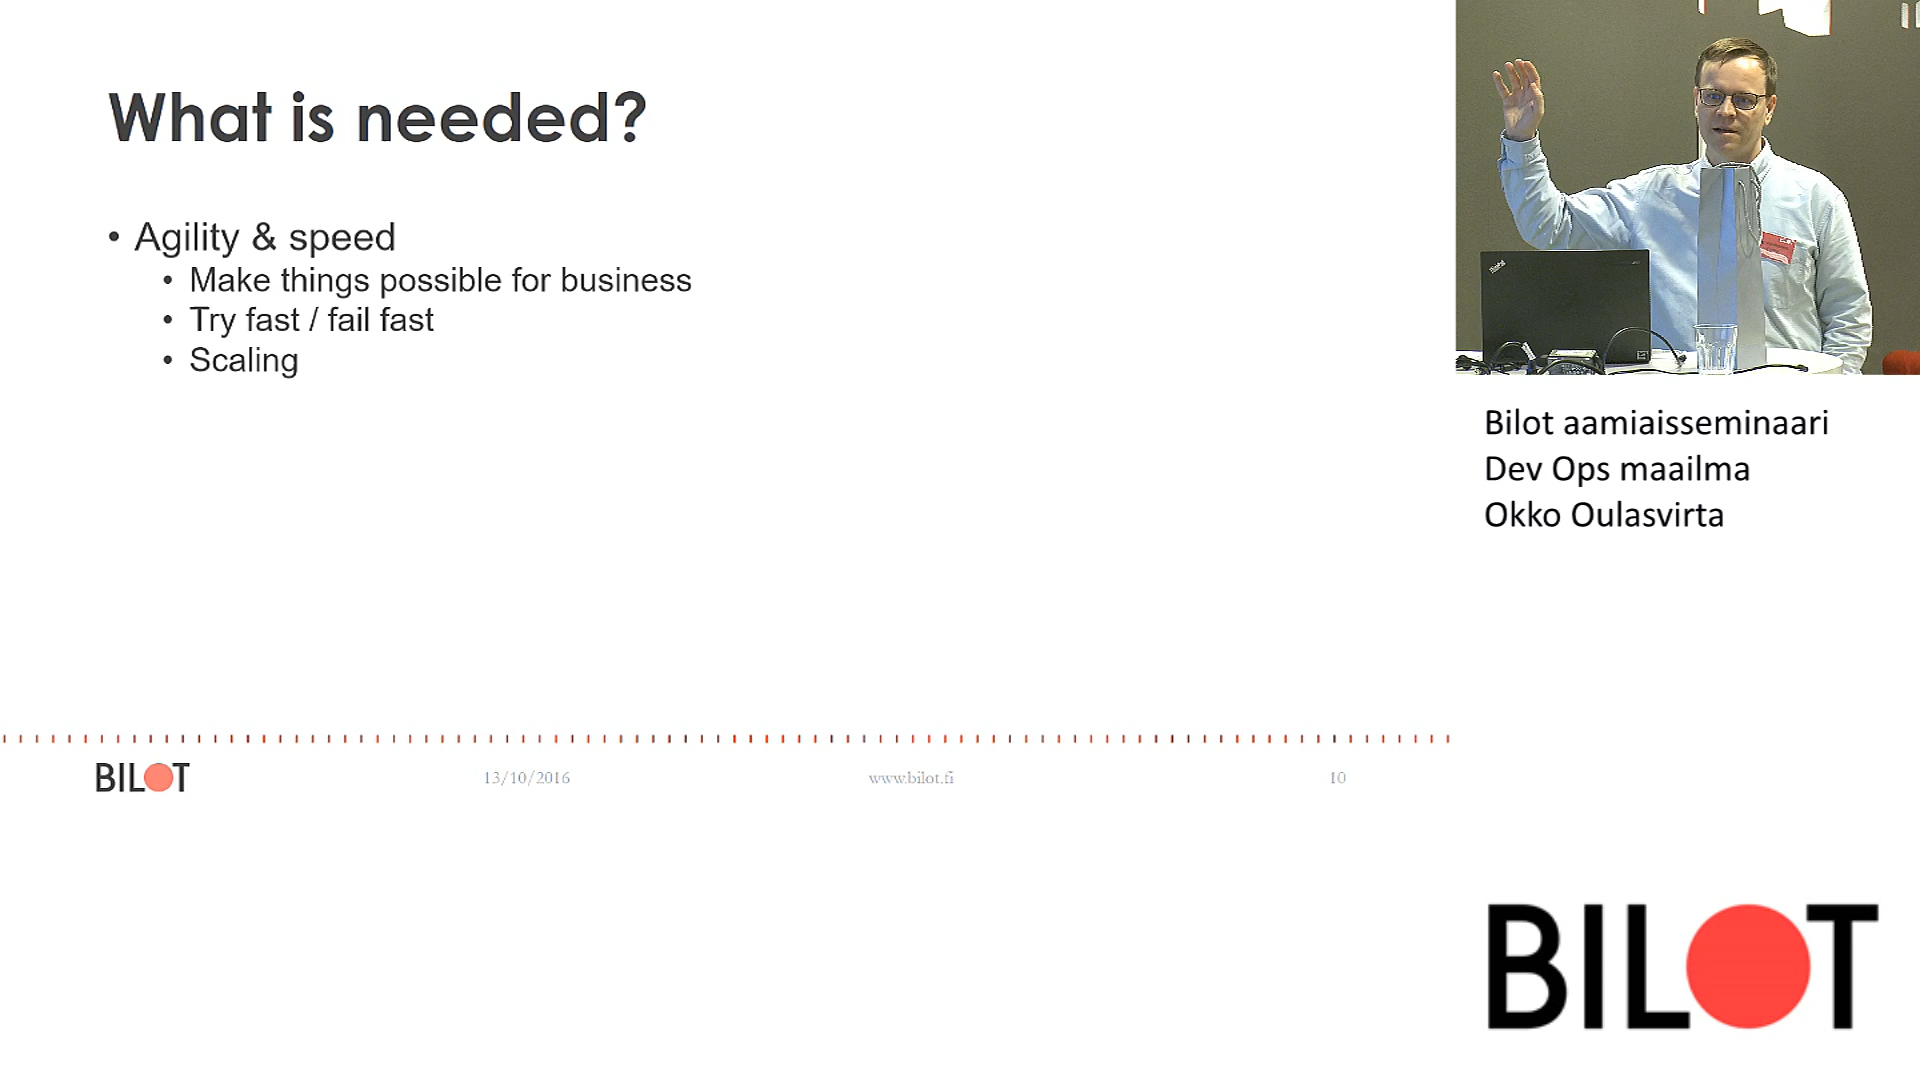 What is needed?
• Agility & speed
• Make things possible for business
• Try fast / fail fast
• Scaling
BILOT
13/10/2016
www.bilot.fi
10
Bilot aamiaisseminaari
Dev Ops maailma
Okko Oulasvirta
BILOT